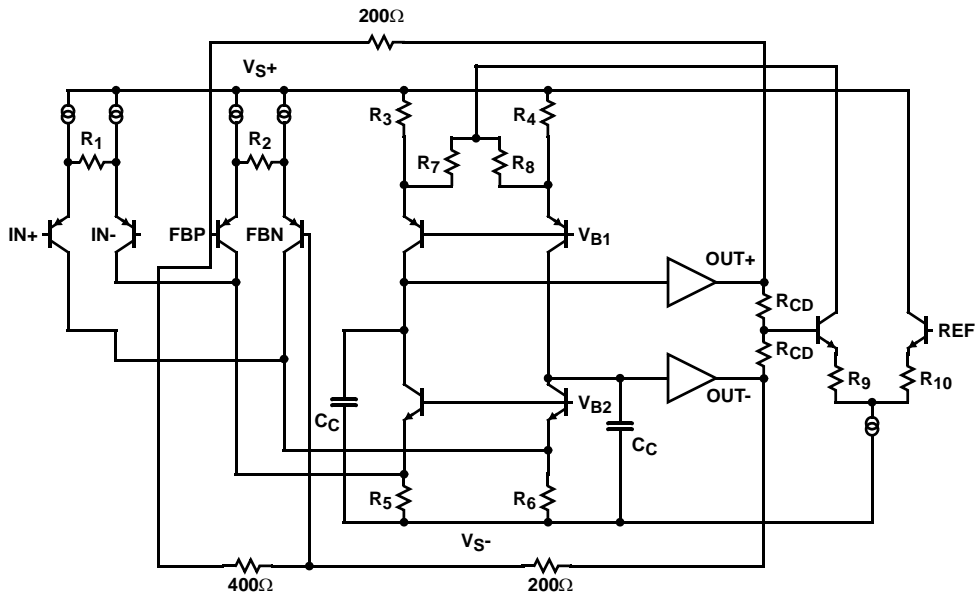 200Ω
VS+
R3
R4
R1
R2
R7
R8
IN+
IN-
FBP
FBN
VB1
OUT+
RCD
REF
RCD
R9
R10
VB2
OUT-
CC
CC
R5
R6
VS-
400Ω
200Ω